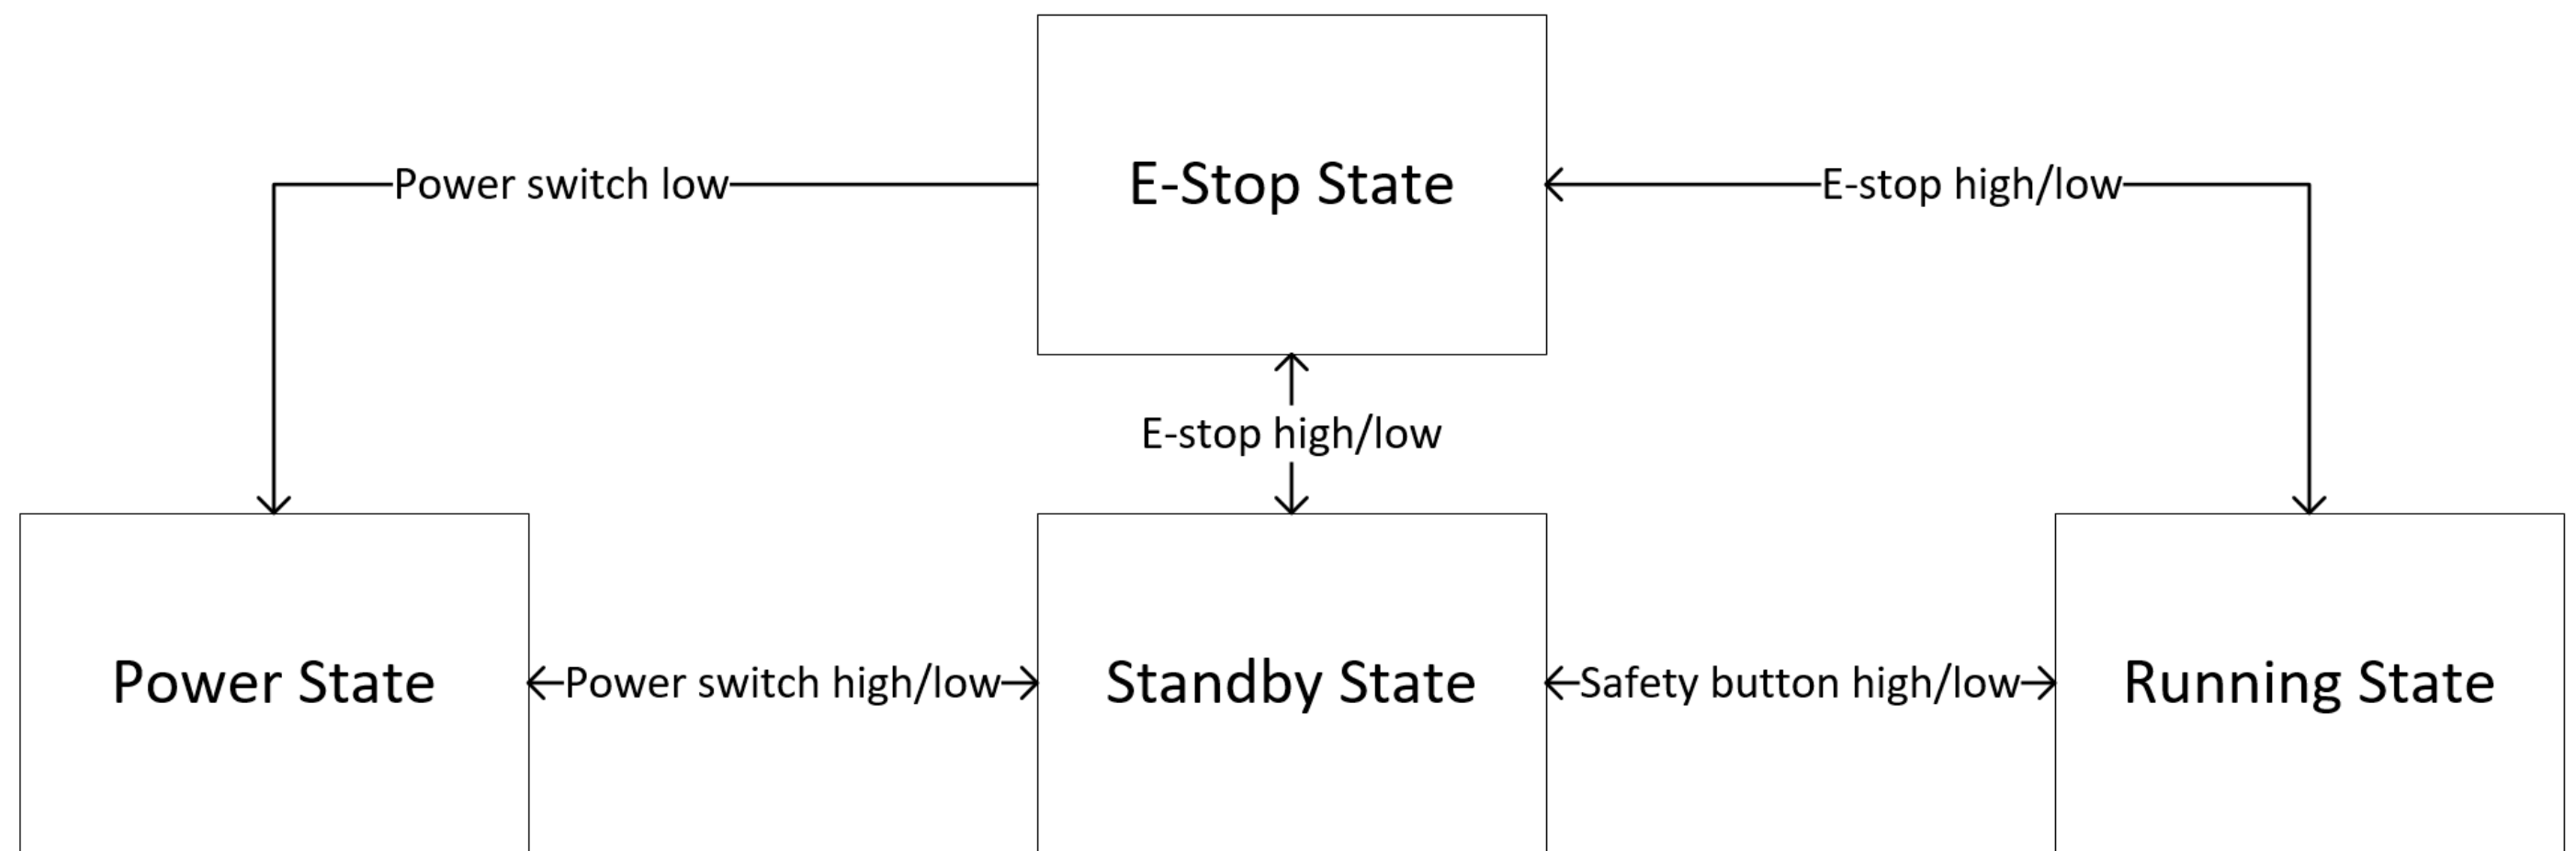 E-Stop State
Power switch low
E-stop high/low
E-stop high/low
Power State
Power switch high/low
Standby State
Safety button high/low
Running State